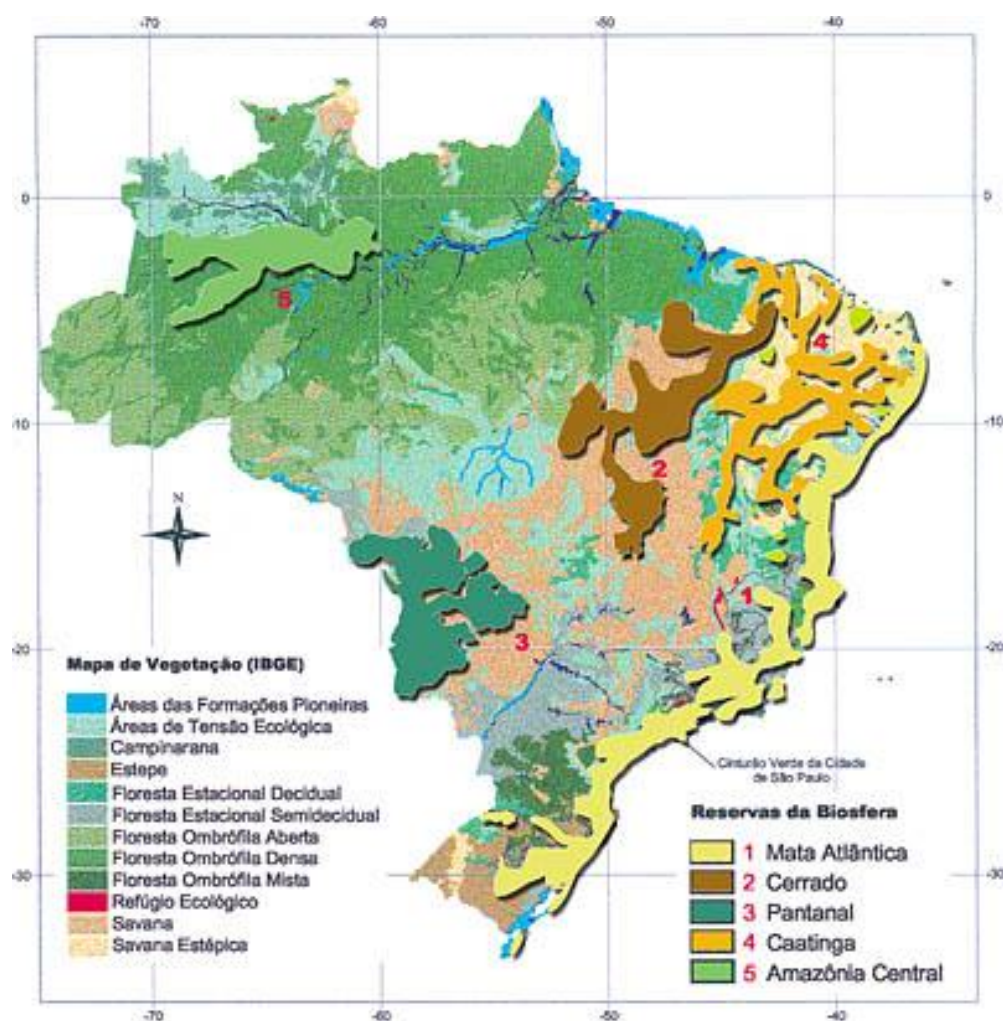 -70
-60
-50
-40
0
0
5
4
-10
-10
2
N
1
3
-20
-20
Mapa de Vegetação (IBGE)
Áreas das Formações Pioneiras
Áreas de Tensão Ecológica
Campinarana
Estepe
Floresta Estacional Decidual
Floresta Estacional Semidecidual
Floresta Ombrófila Aberta
Floresta Ombrófila Densa
Floresta Ombrófila Mista
Refúgio Ecológico
Savana
Savana Estépica
Cinturão Verde da Cidade
de São Paulo
Reservas da Biosfera
1 Mata Atlântica
2 Cerrado
3 Pantanal
4 Caatinga
5 Amazônia Central
-30
-30
-70
-60
-50
-40